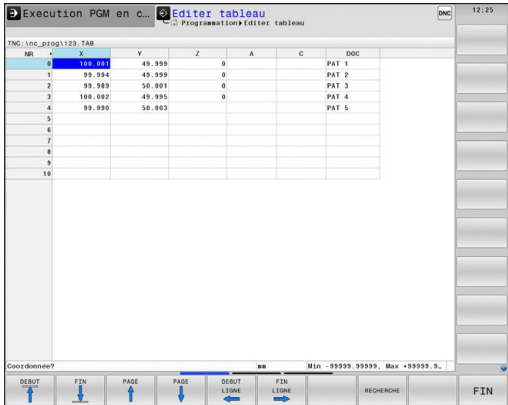 Execution PGM en c... Editer tableau DNC 12:25
Programmation Editer tableau
TNC:\nc_prog\123.TAB
NR X Y Z A C DOC
0 100.001 49.999 0 PAT 1
1 99.994 49.999 0 PAT 2
2 99.989 50.001 0 PAT 3
3 100.002 49.995 0 PAT 4
4 99.990 50.003 PAT 5
5
6
7
8
9
10
Coordonnée? mm Min -99999.99999, Max +99999.9…
DEBUT FIN PAGE PAGE DEBUT LIGNE FIN LIGNE RECHERCHE FIN